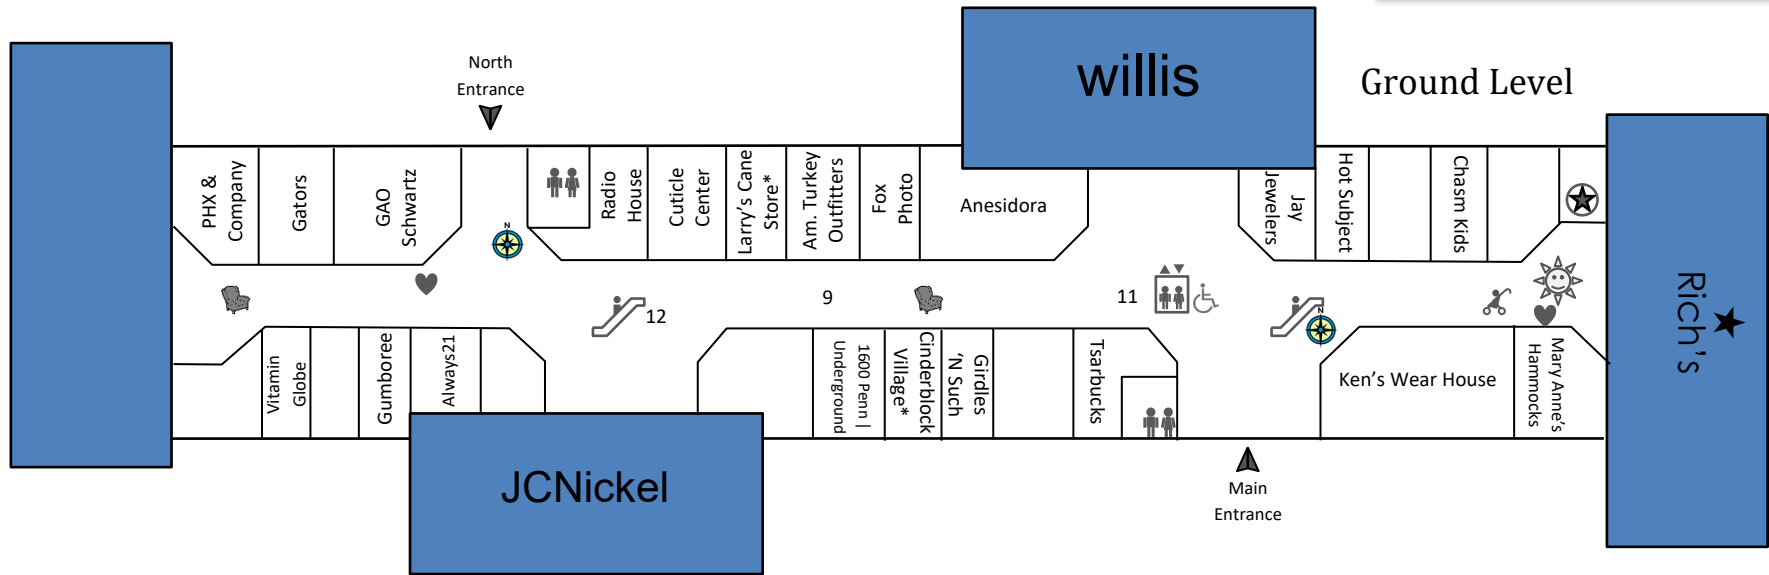 willis
Ground Level
North
Entrance
PHX &
Company
Gators
GAO
Schwartz
N
Radio
House
Cuticle
Center
Larry's Cane
Store*
Am. Turkey
Outfitters
Fox
Photo
Anesidora
Jay
Jewelers
Hot Subject
Chasm Kids
Rich's
12
9
11
N
Vitamin
Globe
Gumboree
Always21
1600 Penn |
Underground
Cinderblock
Village*
Girdles
'N Such
Tsarbucks
Ken's Wear House
Mary Anne's
Hammocks
JCNickel
Main
Entrance